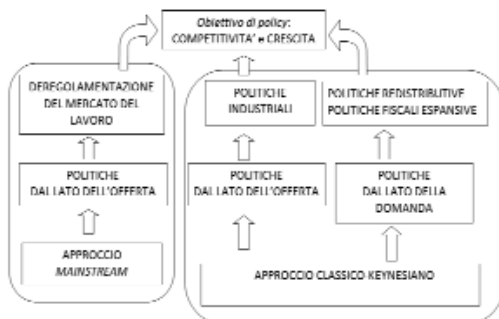 Obiettivo di policy:
COMPETITIVITA' e CRESCITA
DEREGOLAMENTAZIONE
DEL MERCATO DEL
LAVORO
POLITICHE
INDUSTRIALI
POLITICHE REDISTRIBUTIVE
POLITICHE FISCALI ESPANSIVE
POLITICHE
DAL LATO DELL'OFFERTA
POLITICHE
DAL LATO DELL'OFFERTA
POLITICHE
DAL LATO DELLA
DOMANDA
APPROCCIO
MAINSTREAM
APPROCCIO CLASSICO-KEYNESIANO